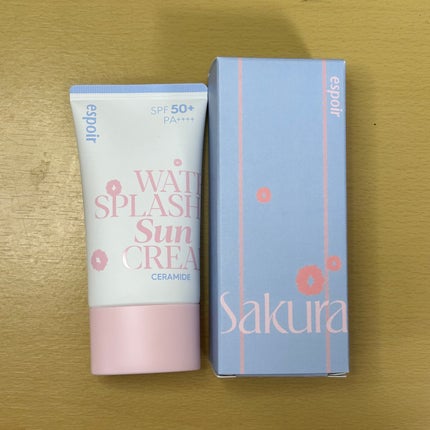 espoir
SPF 50+
PA++++
WAT
SPLASH
Sun
CREA
CERAMIDE
espoir
Sakura